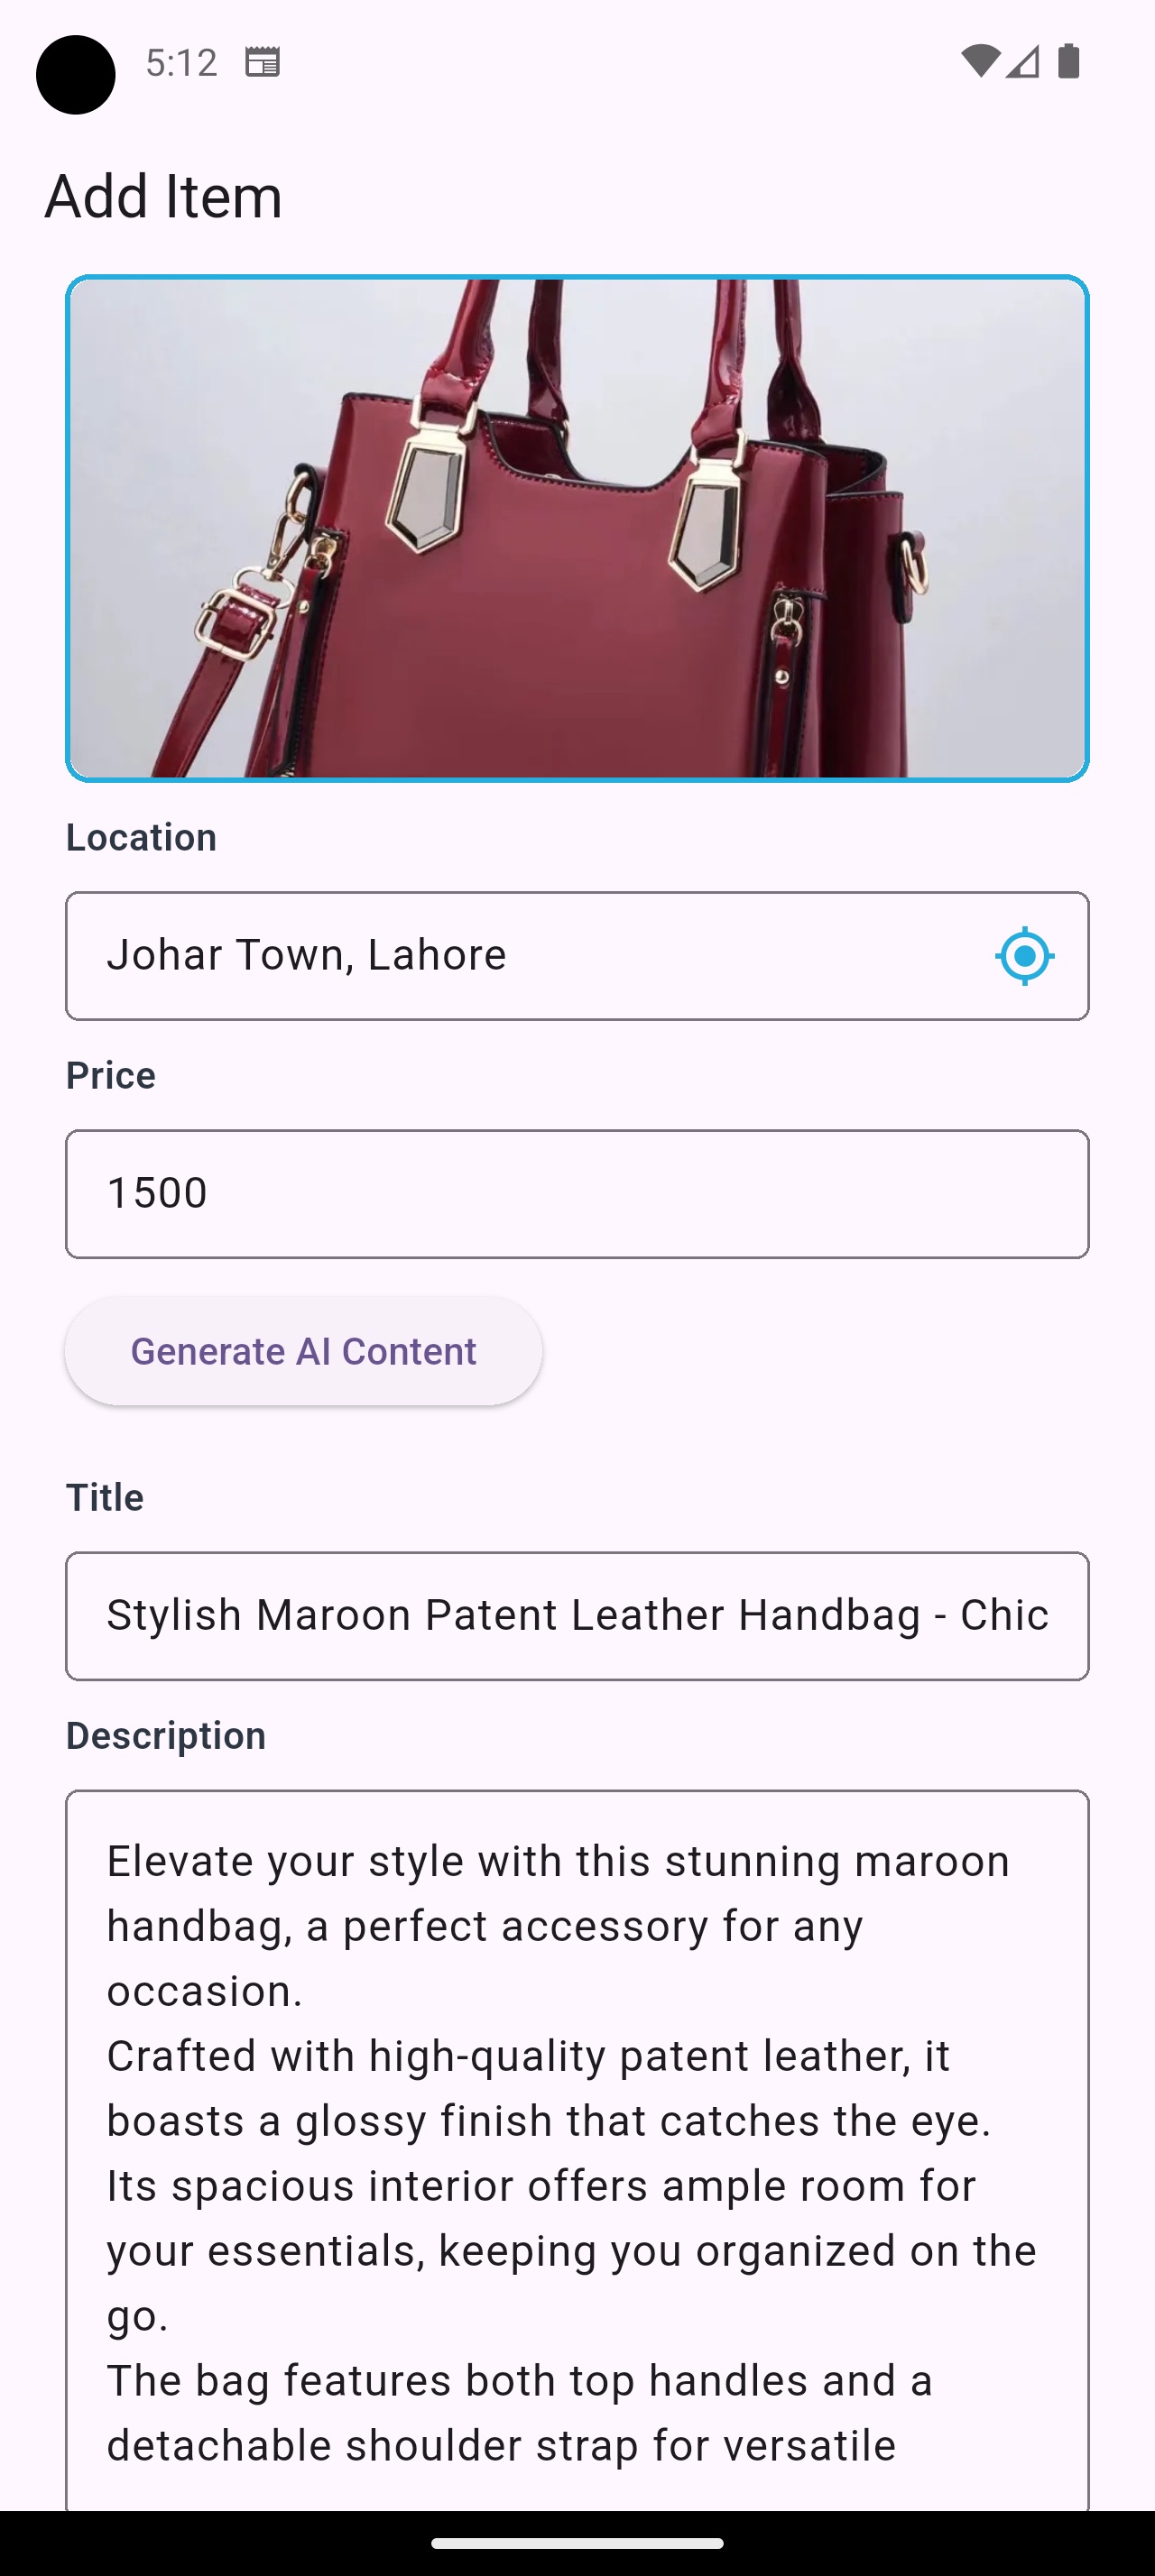 5:12
Add Item
Location
Johar Town, Lahore
Price
1500
Generate AI Content
Title
Stylish Maroon Patent Leather Handbag - Chic
Description
Elevate your style with this stunning maroon
handbag, a perfect accessory for any
occasion.
Crafted with high-quality patent leather, it
boasts a glossy finish that catches the eye.
Its spacious interior offers ample room for
your essentials, keeping you organized on the
go.
The bag features both top handles and a
detachable shoulder strap for versatile